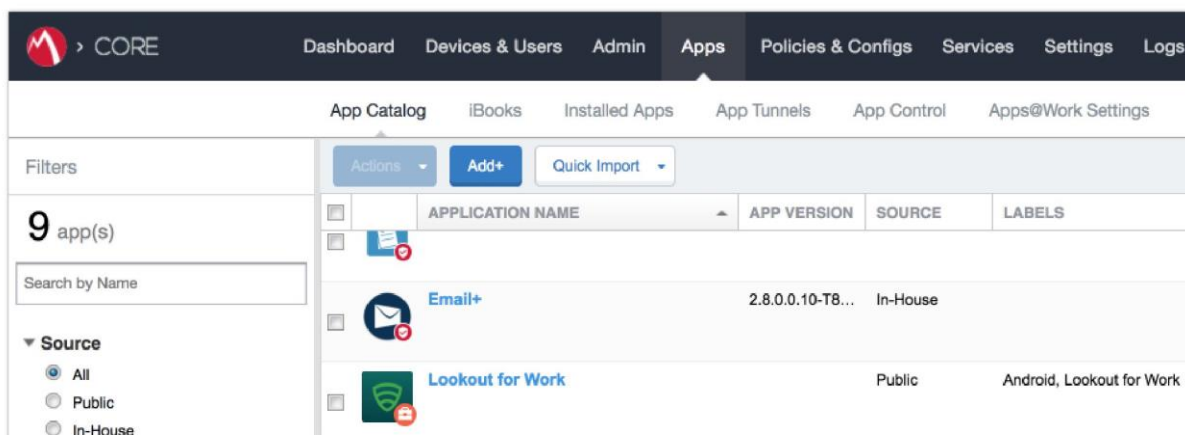 CORE Dashboard Devices & Users Admin Apps Policies & Configs Services Settings Logs
App Catalog iBooks Installed Apps App Tunnels App Control Apps@Work Settings
Filters Actions Add+ Quick Import
9 app(s)
APPLICATION NAME APP VERSION SOURCE LABELS
Search by Name
Email+ 2.8.0.0.10-T8... In-House
Source
All
Lookout for Work Public Android, Lookout for Work
Public
In-House